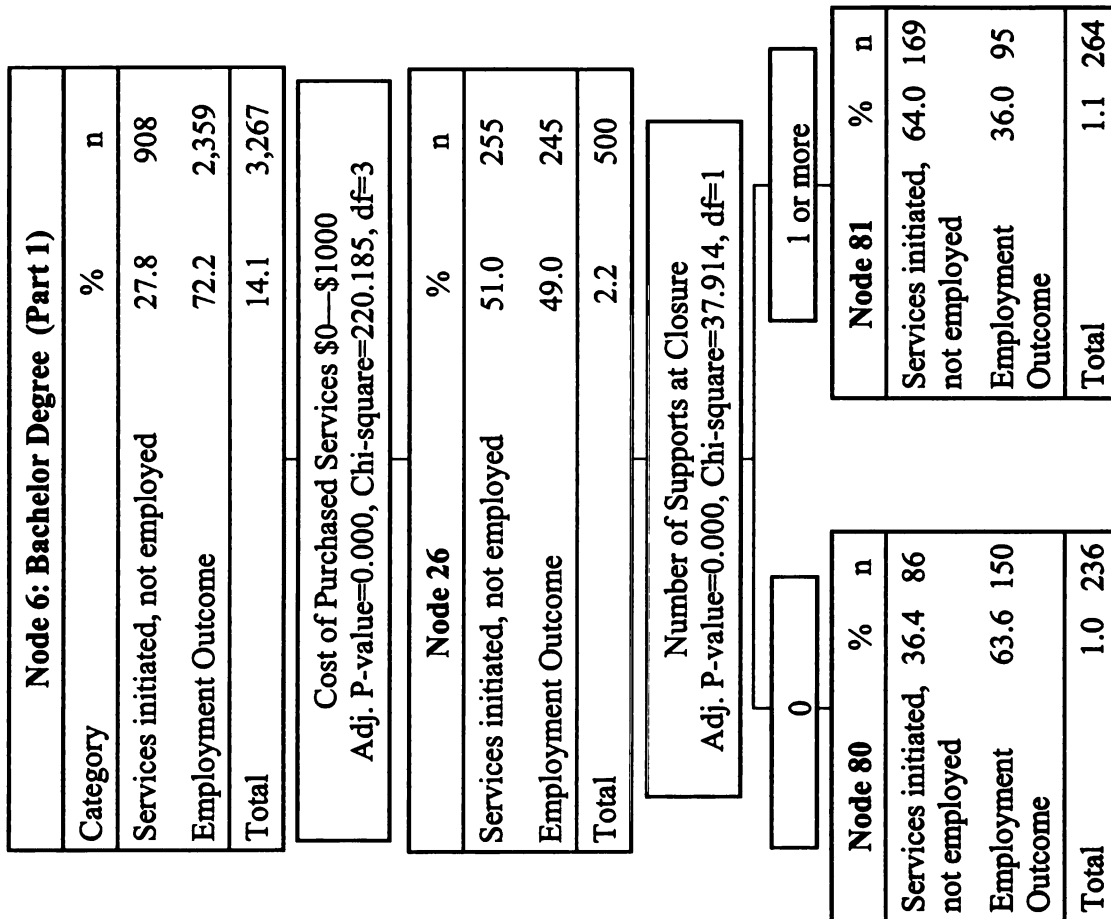 Node 6: Bachelor Degree (Part 1)
Category % n
Services initiated, not employed 27.8 908
Employment Outcome 72.2 2,359
Total 14.1 3,267
Cost of Purchased Services $0—$1000
Adj. P-value=0.000, Chi-square=220.185, df=3
Node 26
% n
Services initiated, not employed 51.0 255
Employment Outcome 49.0 245
Total 2.2 500
Number of Supports at Closure
Adj. P-value=0.000, Chi-square=37.914, df=1
0
Node 80 % n
Services initiated, 36.4 86
not employed
Employment 63.6 150
Outcome
Total 1.0 236
1 or more
Node 81 % n
Services initiated, 64.0 169
not employed
Employment 36.0 95
Outcome
Total 1.1 264